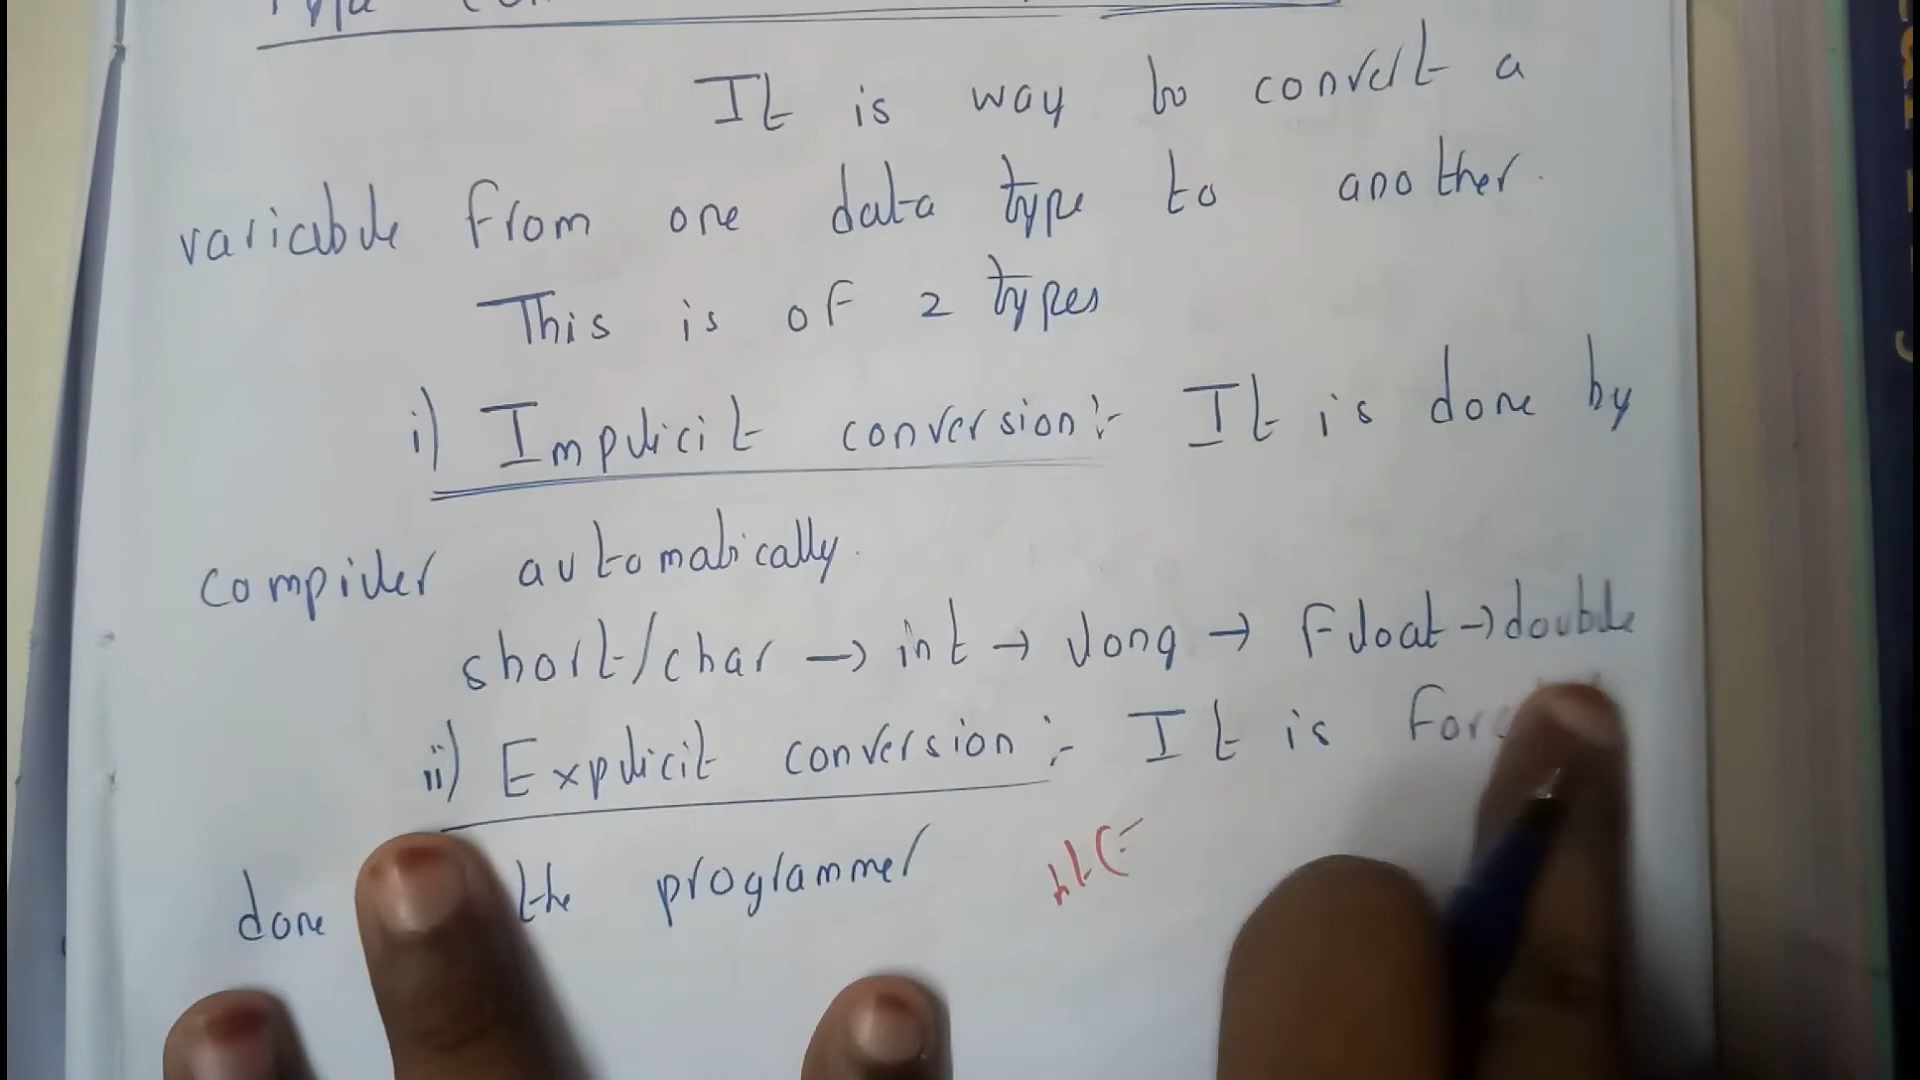 Type
It is way to convert a
variable from one data type to another.
This is of 2 types
i) Implicit conversion:- It is done by
compiler automatically.
short/char → int → long → Float → double
ii) Explicit conversion:- It is
done the programmer